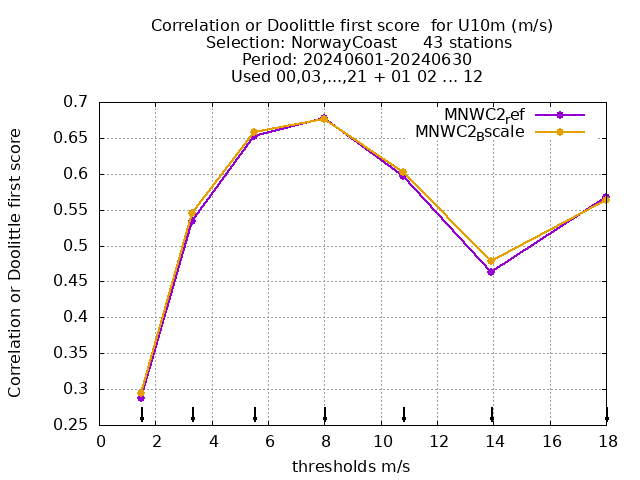 Correlation or Doolittle first score  for U10m (m/s)
Selection: NorwayCoast     43 stations
Period: 20240601-20240630
Used 00,03,...,21 + 01 02 ... 12
MNWC2ref
MNWC2Bscale
Correlation or Doolittle first score
0.7
0.65
0.6
0.55
0.5
0.45
0.4
0.35
0.3
0.25
0 2 4 6 8 10 12 14 16 18
thresholds m/s